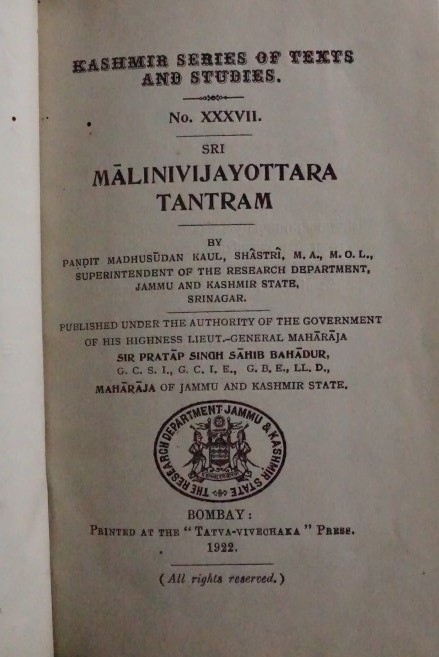 KASHMIR SERIES OF TEXTS
AND STUDIES.
No. XXXVII.
SRI
MĀLINIVIJAYOTTARA
TANTRAM
BY
PANDIT MADHUSŪDAN KAUL, SHĀSTRĪ, M. A., M. O. L.,
SUPERINTENDENT OF THE RESEARCH DEPARTMENT,
JAMMU AND KASHMIR STATE,
SRINAGAR.
PUBLISHED UNDER THE AUTHORITY OF THE GOVERNMENT
OF HIS HIGHNESS LIEUT.-GENERAL MAHĀRĀJA
SIR PRATĀP SINGH SĀHIB BAHĀDUR,
G. C. S. I., G. C. I. E., G. B. E., LL. D.,
MAHĀRĀJA OF JAMMU AND KASHMIR STATE.
THE RESEARCH DEPARTMENT JAMMU & KASHMIR STATE
BOMBAY:
PRINTED AT THE "TATVA-VIVECHAKA" PRESS.
1922.
(All rights reserved.)